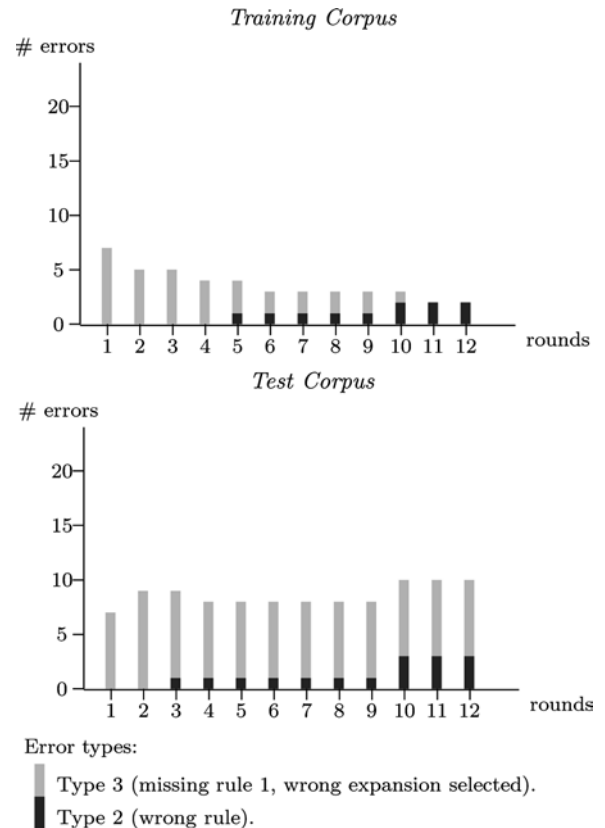 Training Corpus
# errors
20
15
10
5
0
1 2 3 4 5 6 7 8 9 10 11 12
rounds
Test Corpus
# errors
20
15
10
5
0
1 2 3 4 5 6 7 8 9 10 11 12
rounds
Error types:
Type 3 (missing rule 1, wrong expansion selected).
Type 2 (wrong rule).